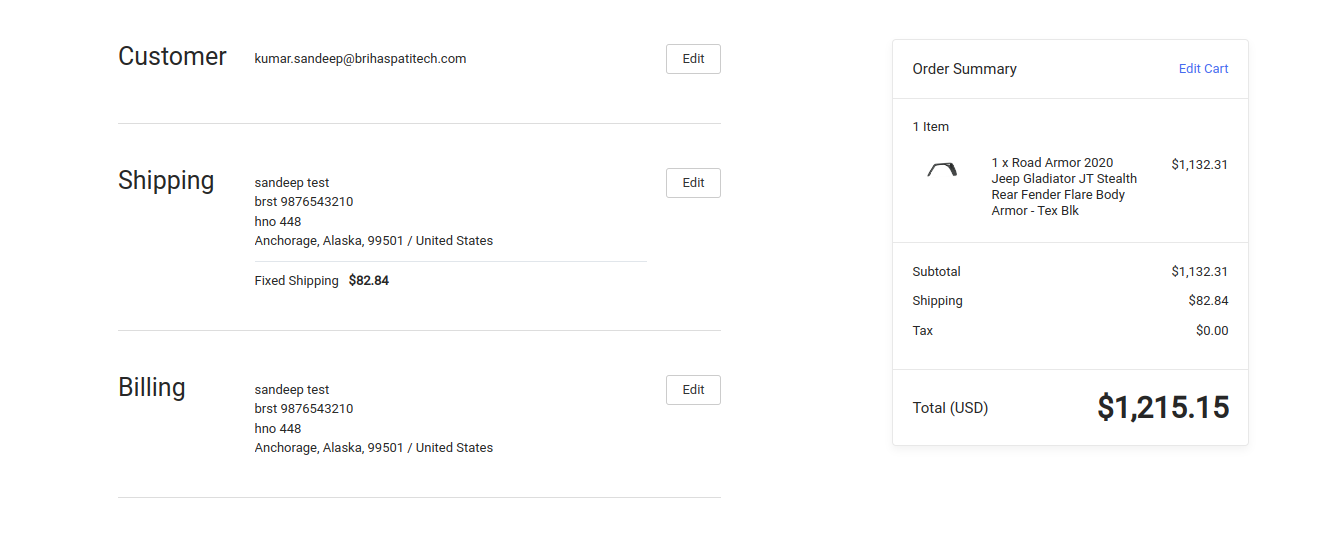 Customer
kumar.sandeep@brihaspatitech.com
Edit
Shipping
sandeep test
brst 9876543210
hno 448
Anchorage, Alaska, 99501 / United States
Edit
Fixed Shipping $82.84
Billing
sandeep test
brst 9876543210
hno 448
Anchorage, Alaska, 99501 / United States
Edit
Order Summary Edit Cart
1 Item
1 x Road Armor 2020 $1,132.31
Jeep Gladiator JT Stealth
Rear Fender Flare Body
Armor - Tex Blk
Subtotal $1,132.31
Shipping $82.84
Tax $0.00
Total (USD) $1,215.15